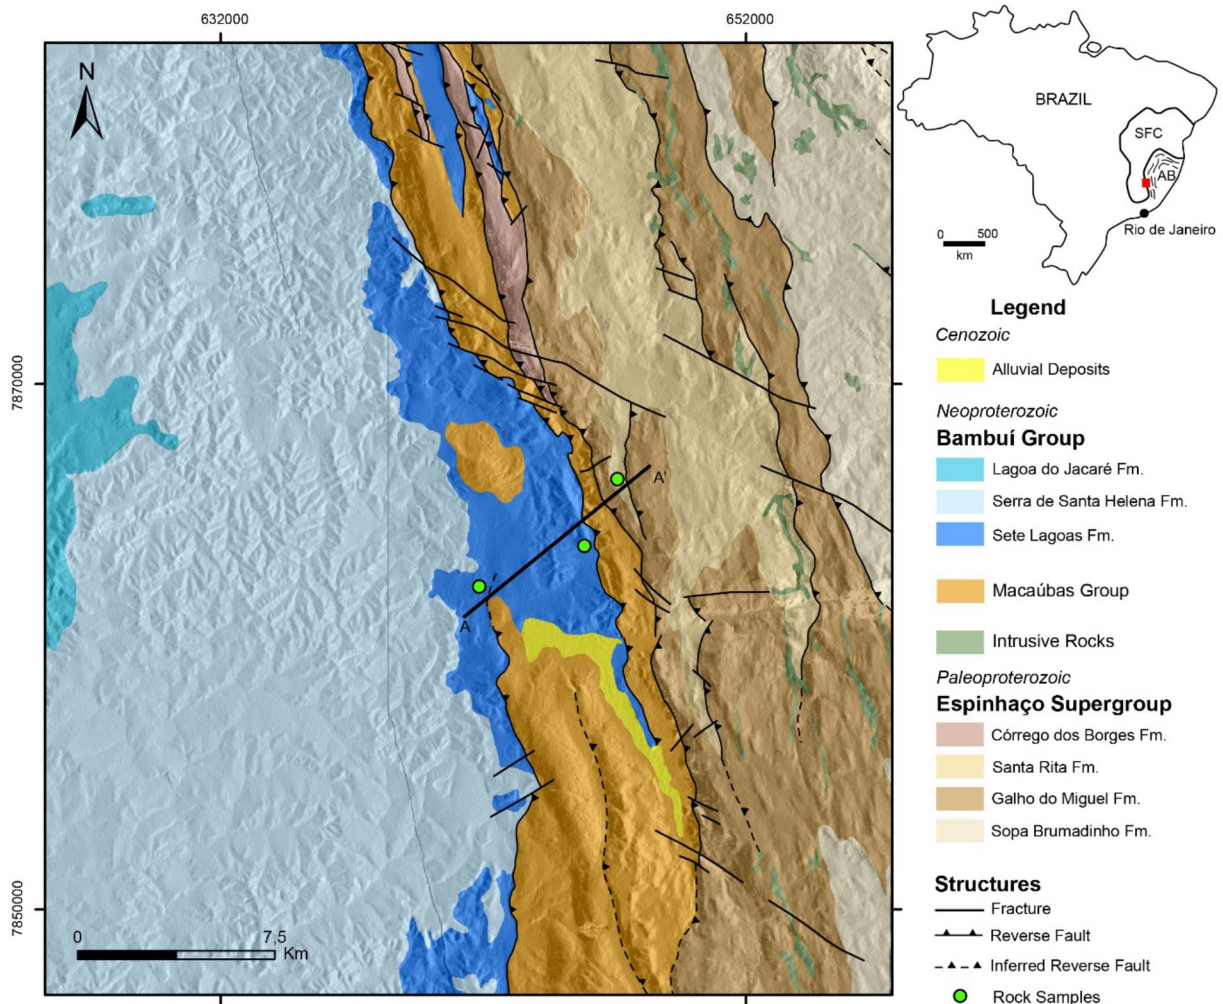 632000
652000
N
BRAZIL
SFC
AB
0 500
km
Rio de Janeiro
7870000
7850000
A'
A
0 7,5
Km
Legend
Cenozoic
Alluvial Deposits
Neoproterozoic
Bambuí Group
Lagoa do Jacaré Fm.
Serra de Santa Helena Fm.
Sete Lagoas Fm.
Macaúbas Group
Intrusive Rocks
Paleoproterozoic
Espinhaço Supergroup
Córrego dos Borges Fm.
Santa Rita Fm.
Galho do Miguel Fm.
Sopa Brumadinho Fm.
Structures
Fracture
Reverse Fault
Inferred Reverse Fault
Rock Samples